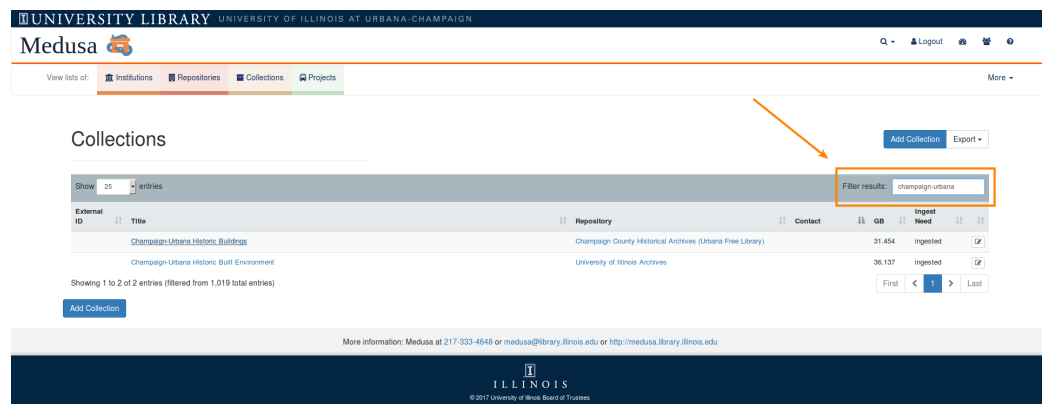 I UNIVERSITY LIBRARY UNIVERSITY OF ILLINOIS AT URBANA-CHAMPAIGN
Medusa
Logout
View lists of: Institutions Repositories Collections Projects More
Collections
Add Collection Export
Show 25 entries Filter results: champaign-urbana
External ID Title Repository Contact GB Ingest Need
Champaign-Urbana Historic Buildings Champaign County Historical Archives (Urbana Free Library) 31.454 ingested
Champaign-Urbana Historic Built Environment University of Illinois Archives 36.137 ingested
Showing 1 to 2 of 2 entries (filtered from 1,019 total entries) First 1 Last
Add Collection
More information: Medusa at 217-333-4648 or medusa@library.illinois.edu or http://medusa.library.illinois.edu
I
ILLINOIS
© 2017 University of Illinois Board of Trustees